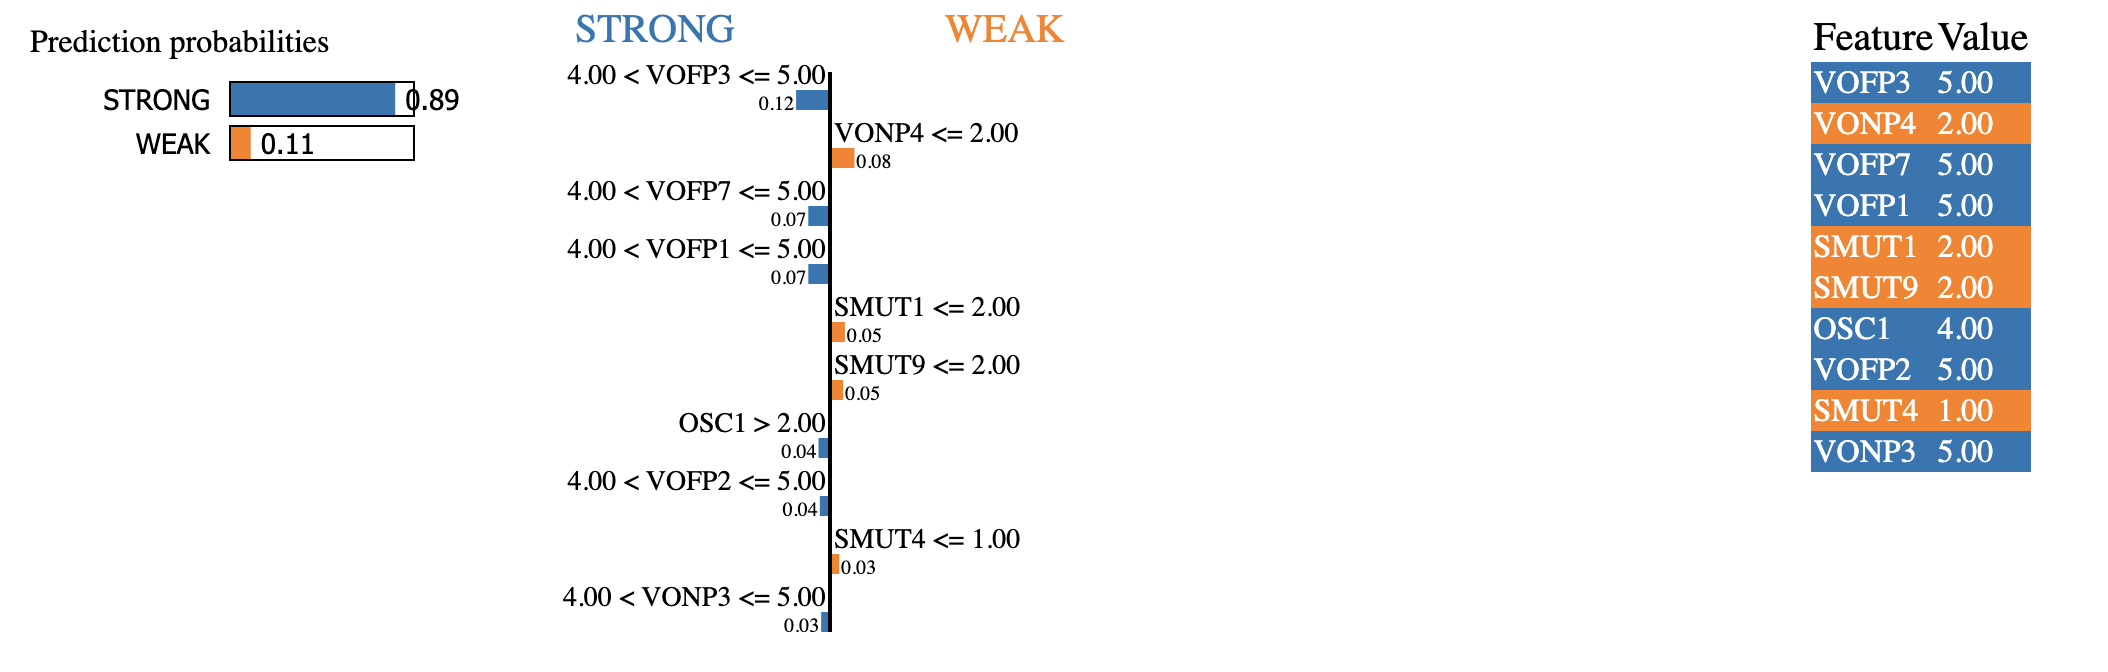 Prediction probabilities
STRONG 0.89
WEAK 0.11
STRONG WEAK
4.00 < VOFP3 <= 5.00
0.12
VONP4 <= 2.00
0.08
4.00 < VOFP7 <= 5.00
0.07
4.00 < VOFP1 <= 5.00
0.07
SMUT1 <= 2.00
0.05
SMUT9 <= 2.00
0.05
OSC1 > 2.00
0.04
4.00 < VOFP2 <= 5.00
0.04
SMUT4 <= 1.00
0.03
4.00 < VONP3 <= 5.00
0.03
Feature Value
VOFP3 5.00
VONP4 2.00
VOFP7 5.00
VOFP1 5.00
SMUT1 2.00
SMUT9 2.00
OSC1 4.00
VOFP2 5.00
SMUT4 1.00
VONP3 5.00